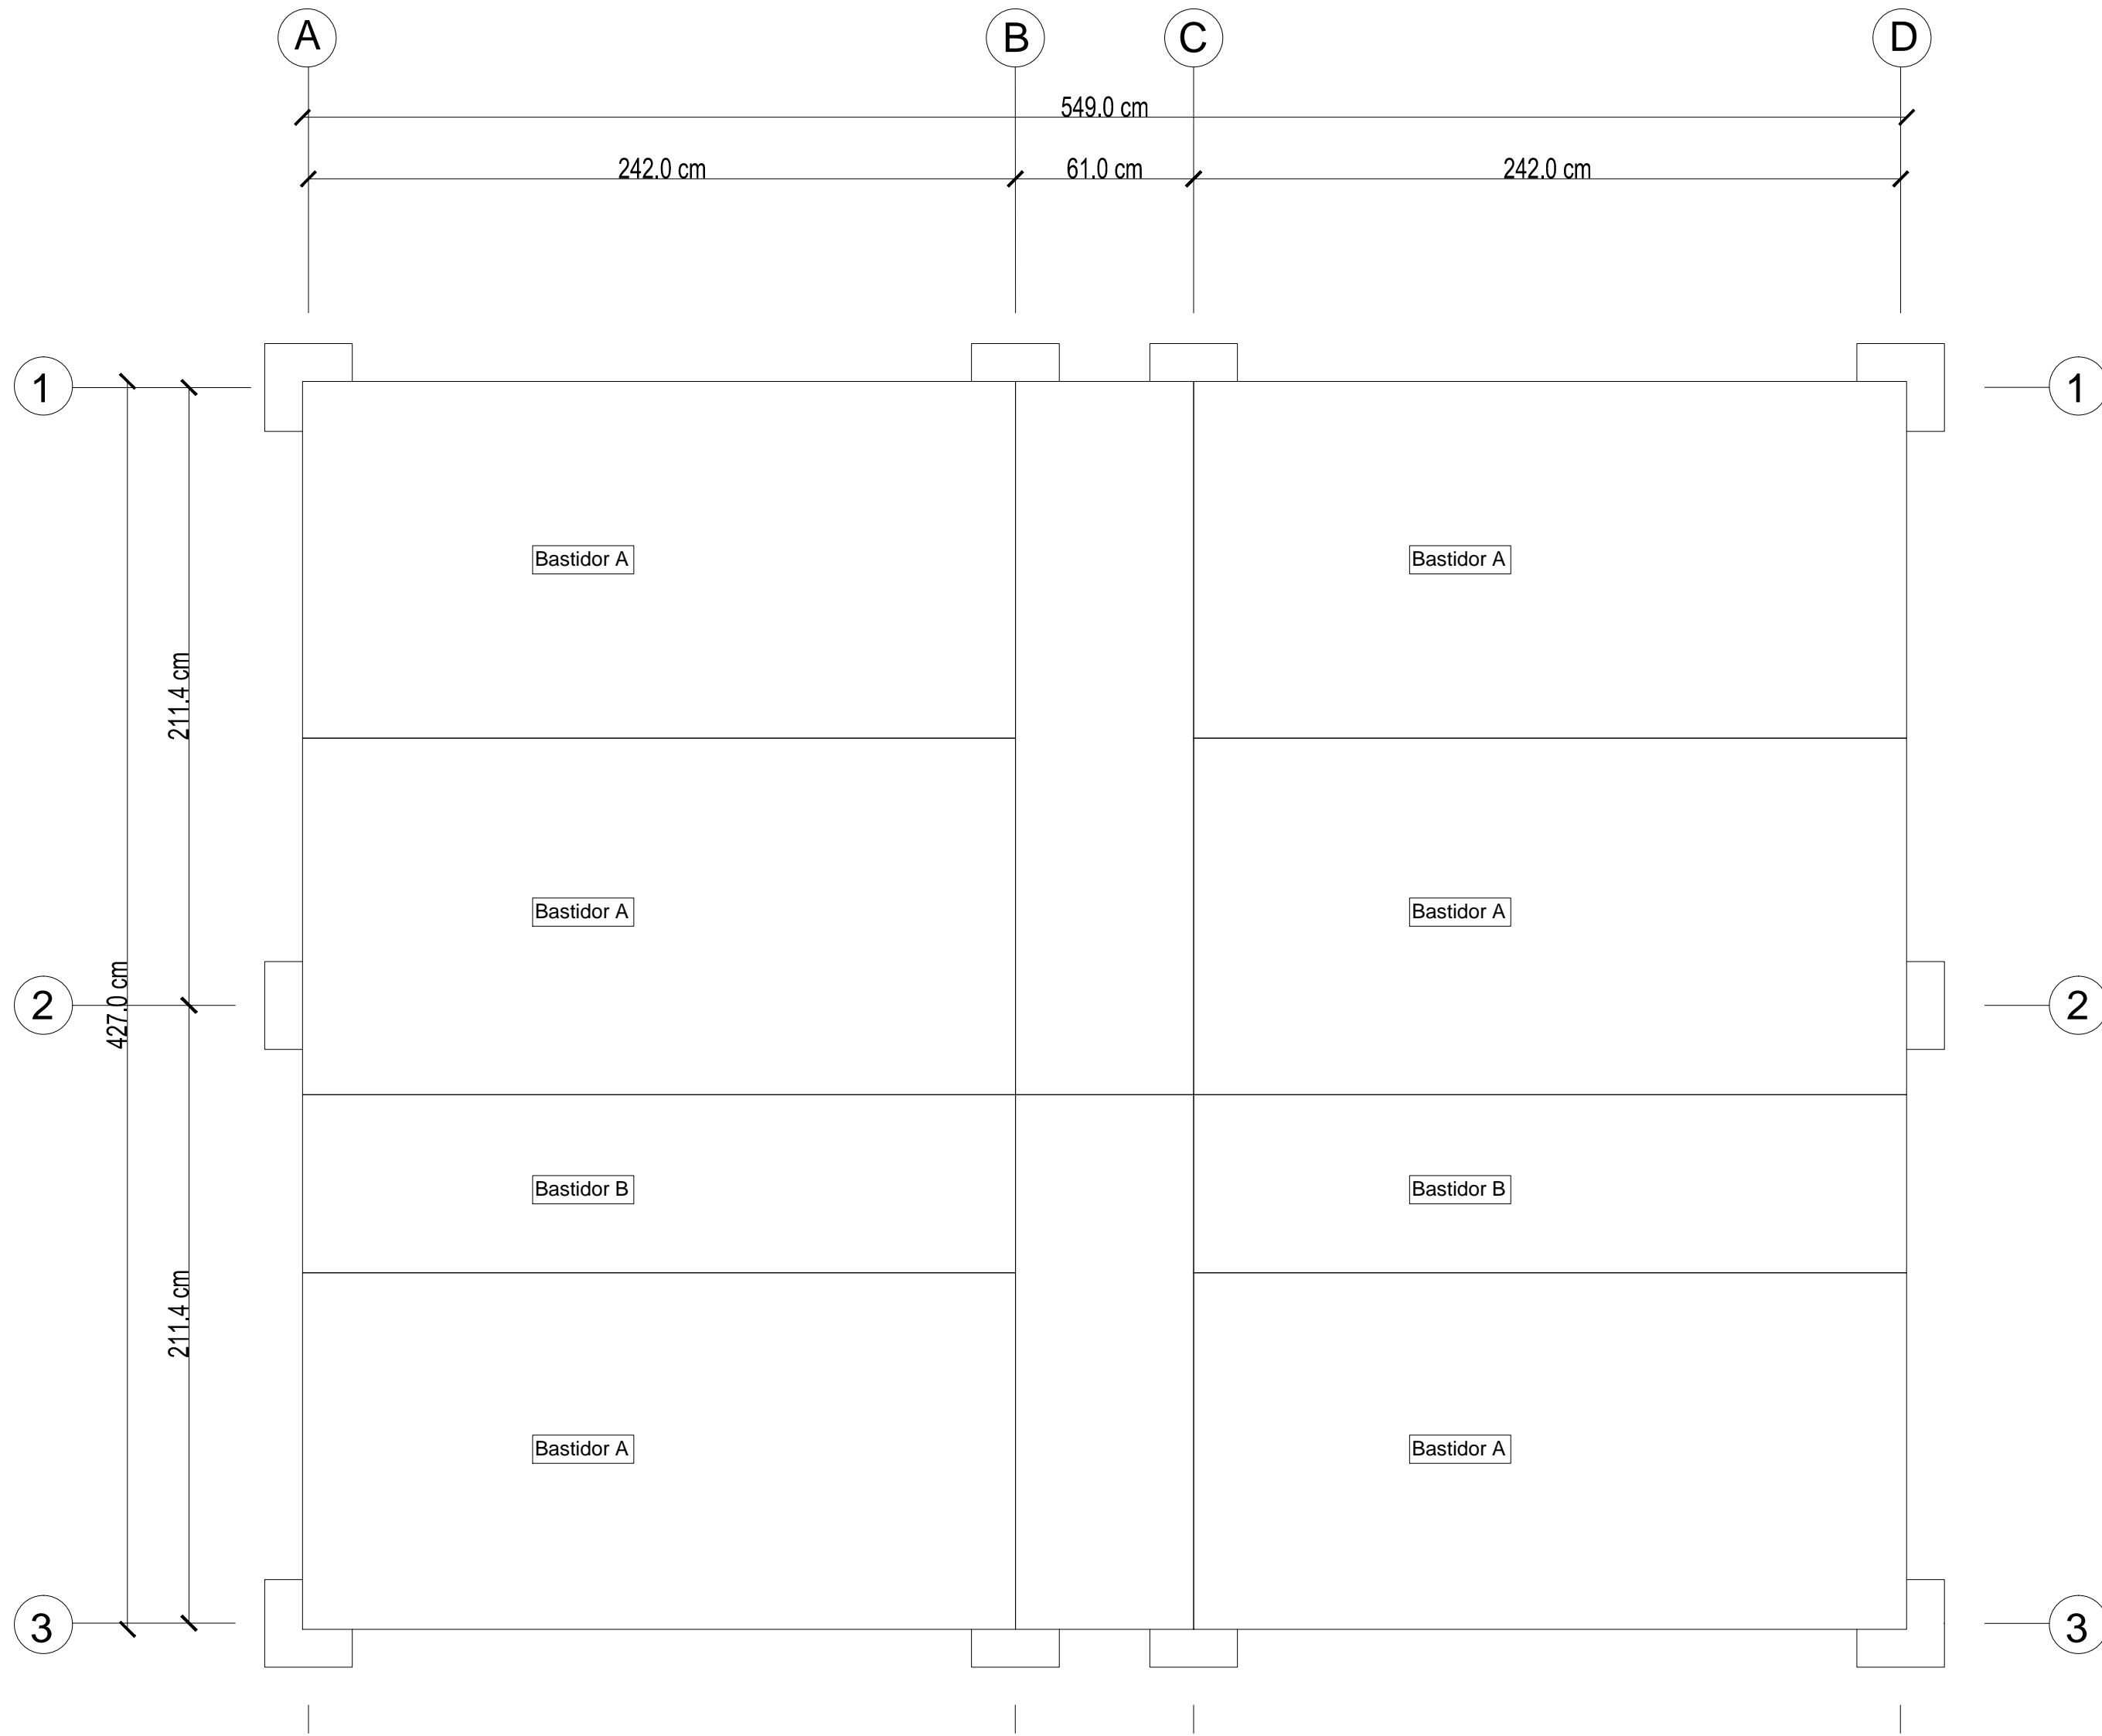 A
B
C
D
549.0 cm
242.0 cm
61.0 cm
242.0 cm
1
1
Bastidor A
Bastidor A
211.4 cm
Bastidor A
Bastidor A
2
427.0 cm
2
Bastidor B
Bastidor B
211.4 cm
Bastidor A
Bastidor A
3
3